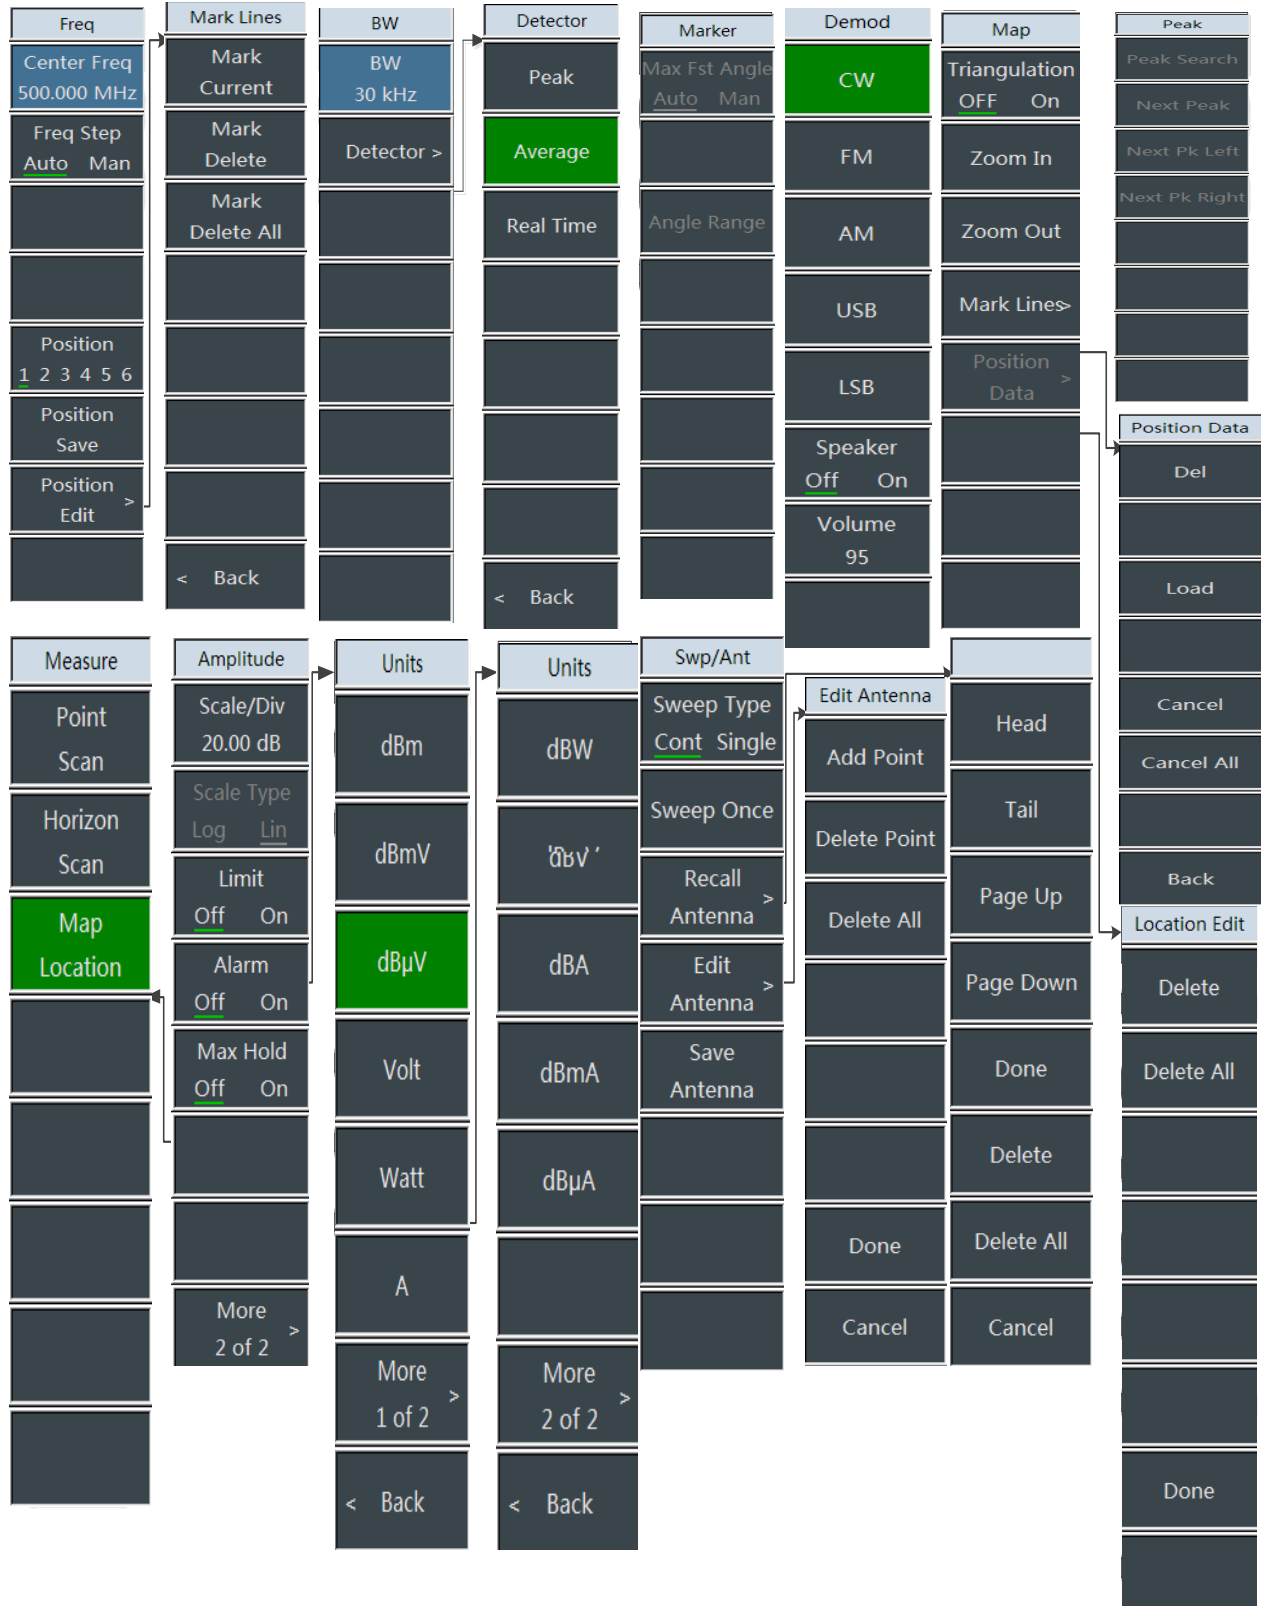 Freq
Center Freq
500.000 MHz
Freq Step
Auto Man
Position
1 2 3 4 5 6
Position
Save
Position
Edit >
Mark Lines
Mark
Current
Mark
Delete
Mark
Delete All
< Back
BW
BW
30 kHz
Detector >
Detector
Peak
Average
Real Time
< Back
Marker
Max Fst Angle
Auto Man
Angle Range
Demod
CW
FM
AM
USB
LSB
Speaker
Off On
Volume
95
Map
Triangulation
OFF On
Zoom In
Zoom Out
Mark Lines>
Position
Data >
Peak
Peak Search
Next Peak
Next Pk Left
Next Pk Right
Position Data
Del
Load
Cancel
Cancel All
Back
Measure
Point
Scan
Horizon
Scan
Map
Location
Amplitude
Scale/Div
20.00 dB
Scale Type
Log Lin
Limit
Off On
Alarm
Off On
Max Hold
Off On
More
2 of 2 >
Units
dBm
dBmV
dBµV
Volt
Watt
A
More
1 of 2 >
< Back
Units
dBW
dBV
dBA
dBmA
dBµA
More
2 of 2 >
< Back
Swp/Ant
Sweep Type
Cont Single
Sweep Once
Recall
Antenna >
Edit
Antenna >
Save
Antenna
Edit Antenna
Add Point
Delete Point
Delete All
Done
Cancel
Head
Tail
Page Up
Page Down
Done
Delete
Delete All
Cancel
Location Edit
Delete
Delete All
Done